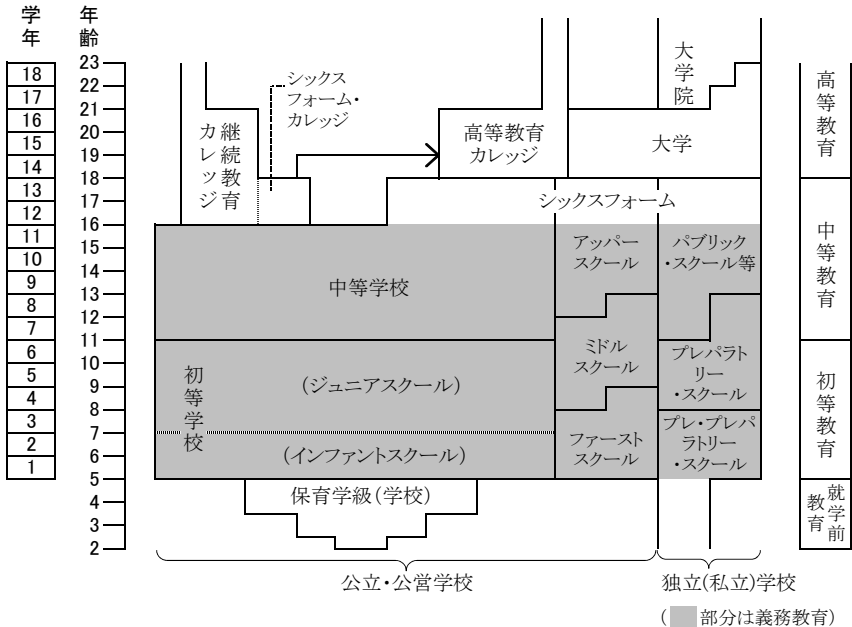 学年
年齢
18
17
16
15
14
13
12
11
10
9
8
7
6
5
4
3
2
1
23
22
21
20
19
18
17
16
15
14
13
12
11
10
9
8
7
6
5
4
3
2
継続教育
カレッジ
シックス
フォーム・
カレッジ
高等教育
カレッジ
大学院
大学
シックスフォーム
中等学校
アッパー
スクール
パブリック
・スクール等
初等学校
(ジュニアスクール)
(インファントスクール)
ミドル
スクール
プレパラト
リー
・スクール
ファースト
スクール
プレ・プレパ
ラトリー
・スクール
保育学級(学校)
高等教育
中等教育
初等教育
就学前
教育
公立・公営学校
独立(私立)学校
( 部分は義務教育)